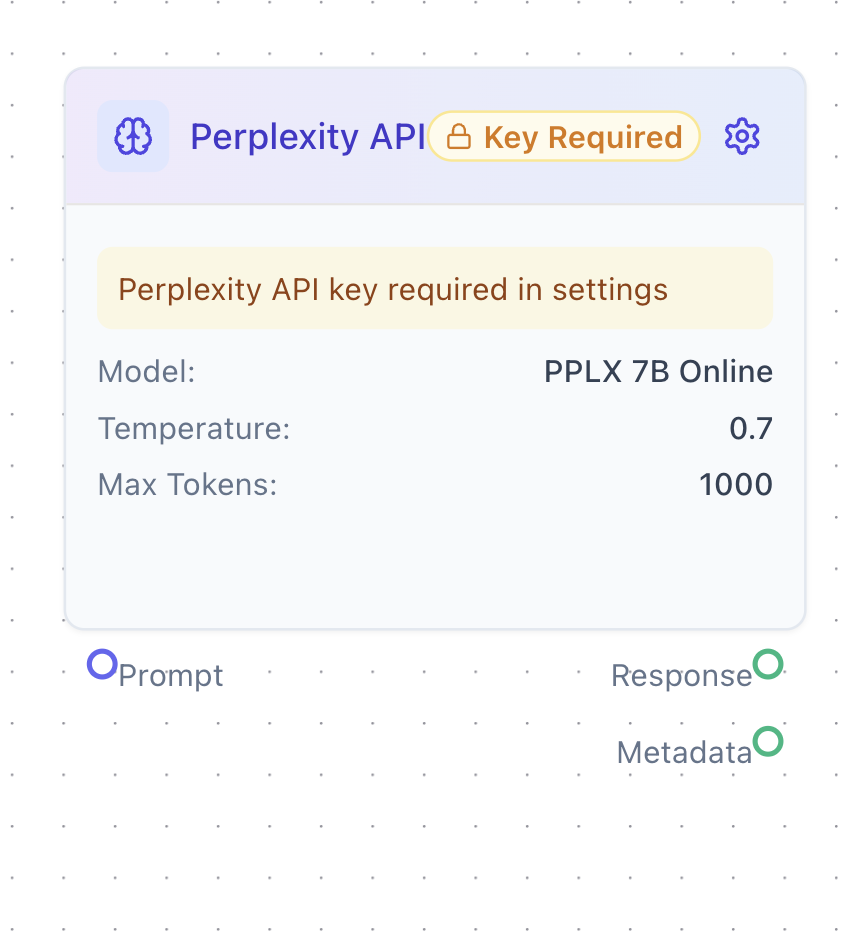 Perplexity API Key Required
Perplexity API key required in settings
Model: PPLX 7B Online
Temperature: 0.7
Max Tokens: 1000
Prompt Response
Metadata